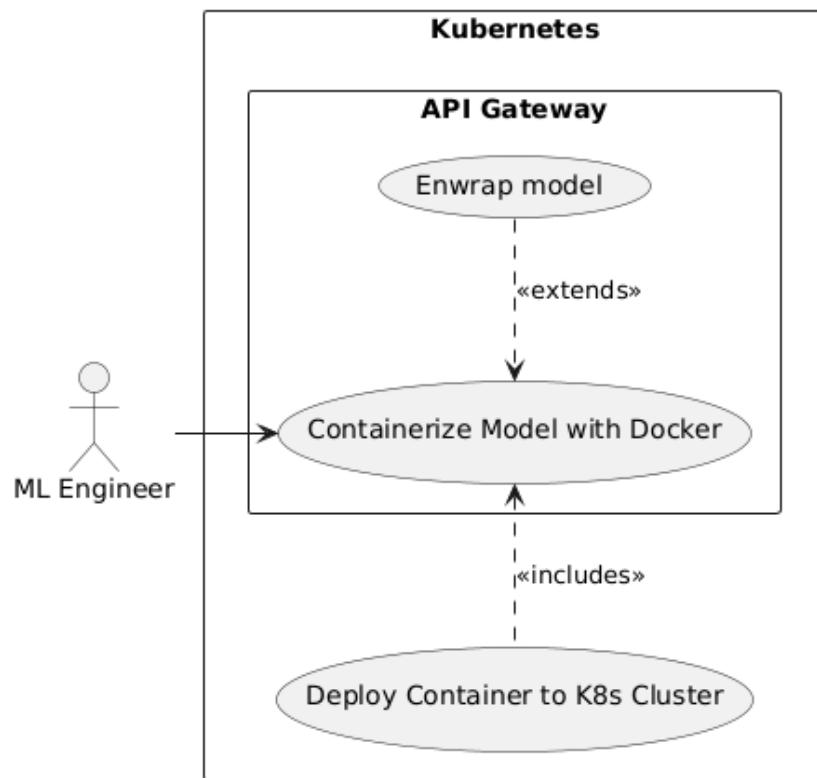 Kubernetes
API Gateway
Enwrap model
«extends»
Containerize Model with Docker
ML Engineer
«includes»
Deploy Container to K8s Cluster